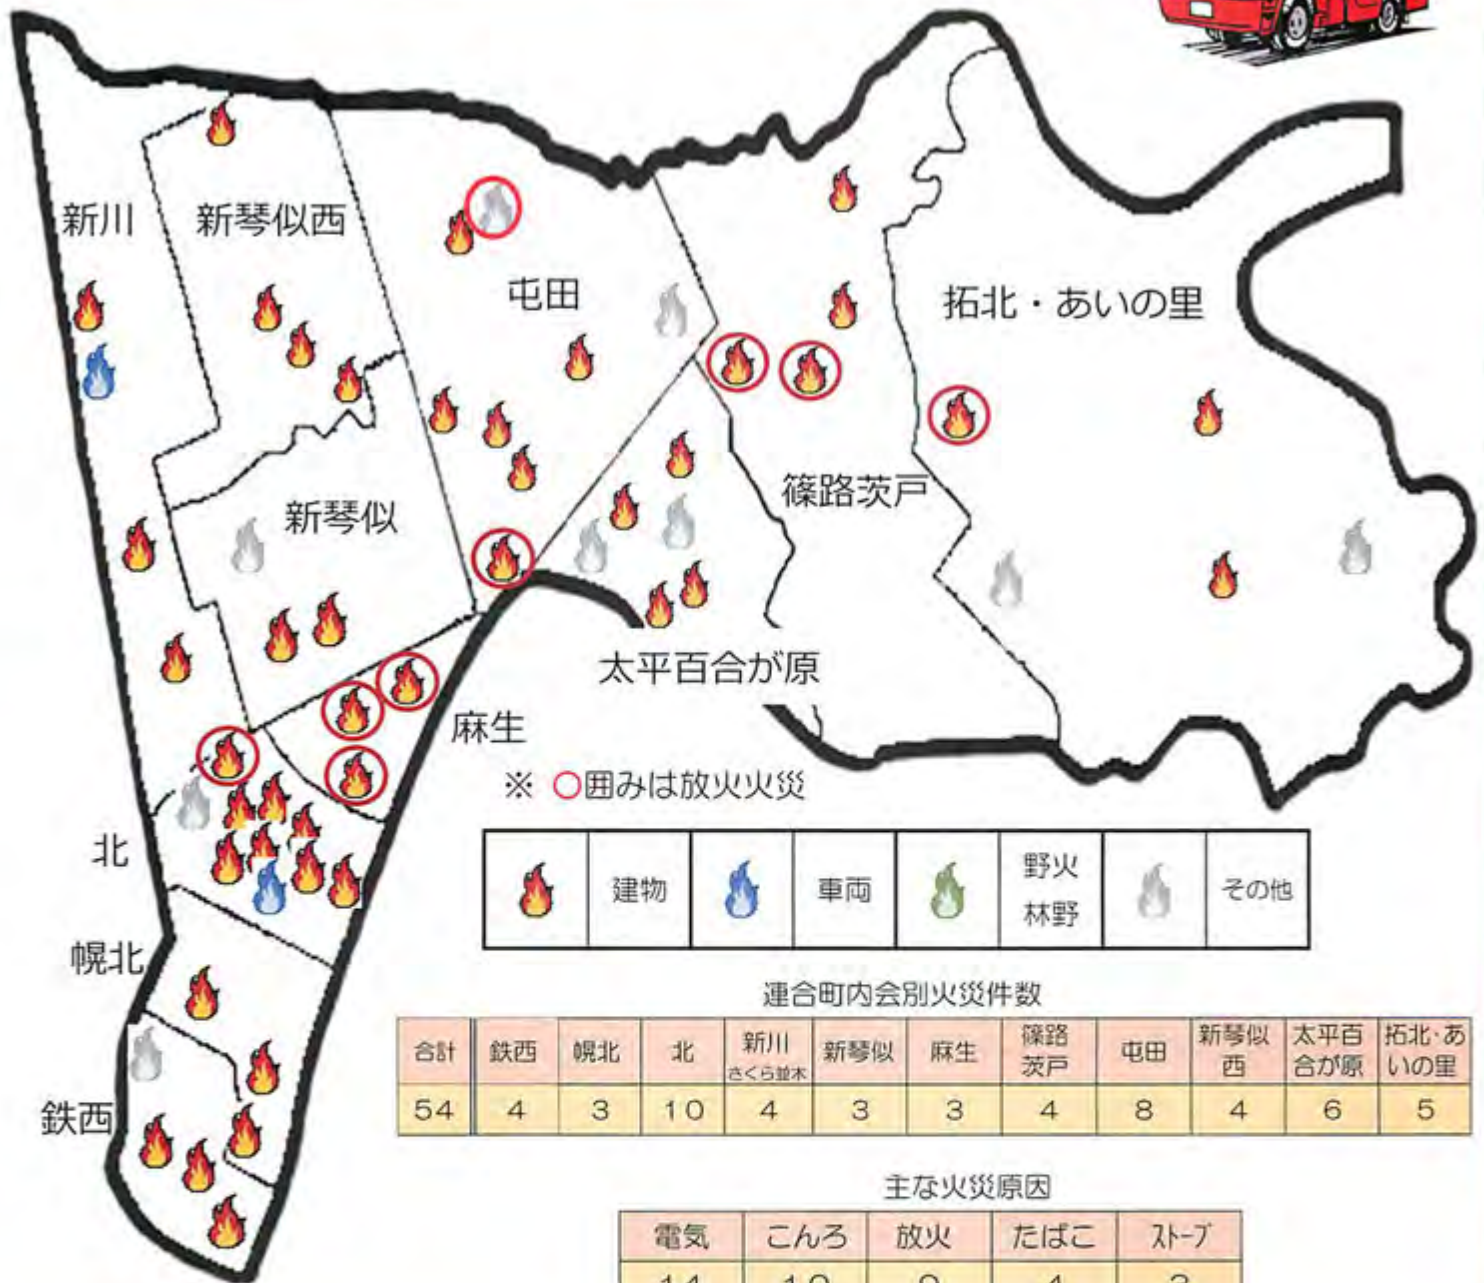 新川
新琴似西
屯田
拓北・あいの里
新琴似
篠路茨戸
太平百合が原
麻生
※ ○囲みは放火火災
北
建物
車両
野火
林野
その他
幌北
鉄西
連合町内会別火災件数
合計 鉄西 幌北 北 新川 さくら並木 新琴似 麻生 篠路 茨戸 屯田 新琴似 西 太平百 合が原 拓北・あ いの里
54 4 3 10 4 3 3 4 8 4 6 5
主な火災原因
電気 こんろ 放火 たばこ ストーブ